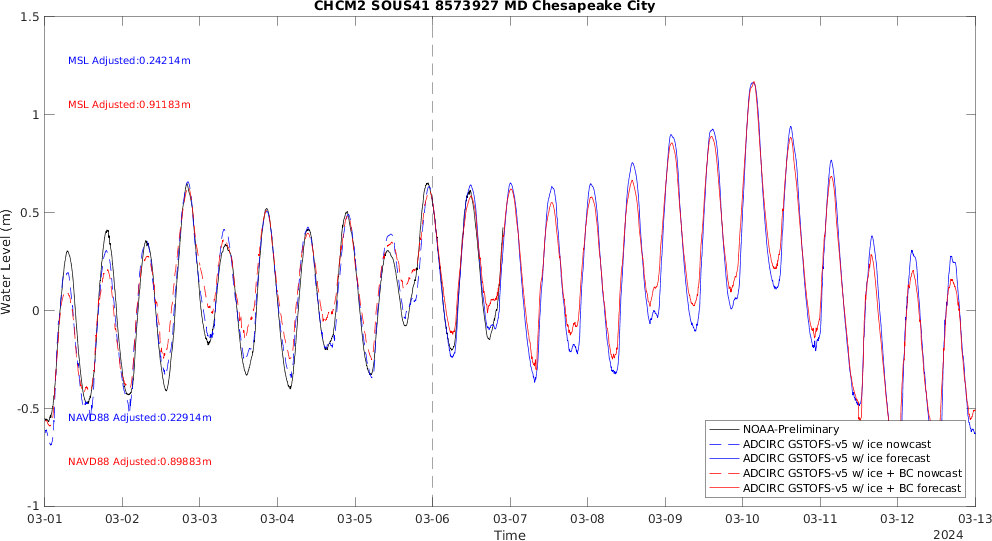 CHCM2 SOUS41 8573927 MD Chesapeake City
1.5
1
0.5
0
-0.5
-1
Water Level (m)
MSL Adjusted:0.24214m
MSL Adjusted:0.91183m
NAVD88 Adjusted:0.22914m
NAVD88 Adjusted:0.89883m
NOAA-Preliminary
ADCIRC GSTOFS-v5 w/ ice nowcast
ADCIRC GSTOFS-v5 w/ ice forecast
ADCIRC GSTOFS-v5 w/ ice + BC nowcast
ADCIRC GSTOFS-v5 w/ ice + BC forecast
03-01 03-02 03-03 03-04 03-05 03-06 03-07 03-08 03-09 03-10 03-11 03-12 03-13
Time
2024